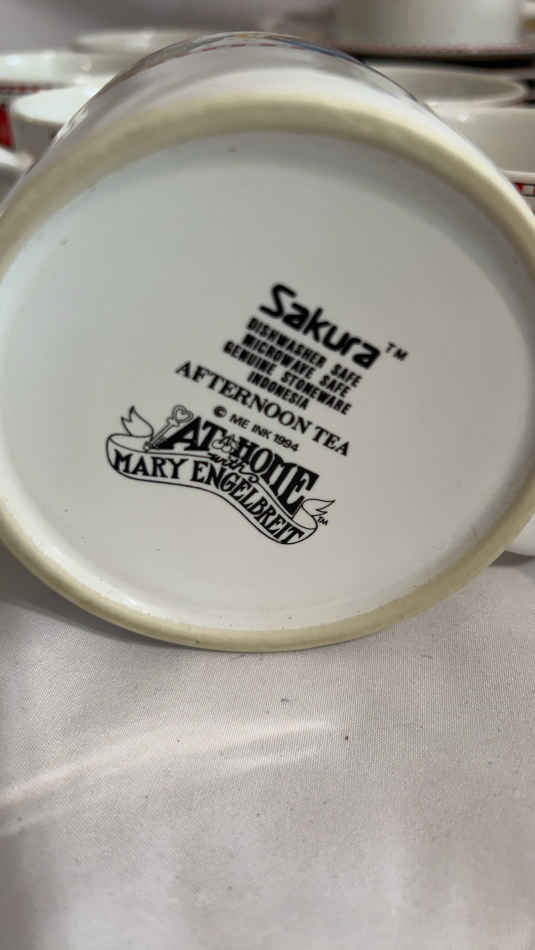 Sakura™
DISHWASHER SAFE
MICROWAVE SAFE
GENUINE STONEWARE
INDONESIA
AFTERNOON TEA
© ME INK 1994
AT HOME
with
MARY ENGELBREIT™